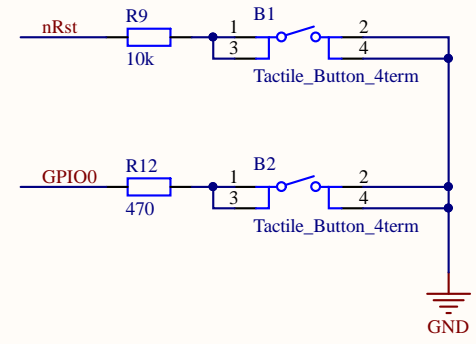 nRst R9 B1
1 2
3 4
10k
Tactile_Button_4term
GPIO0 R12 B2
1 2
3 4
470
Tactile_Button_4term
GND